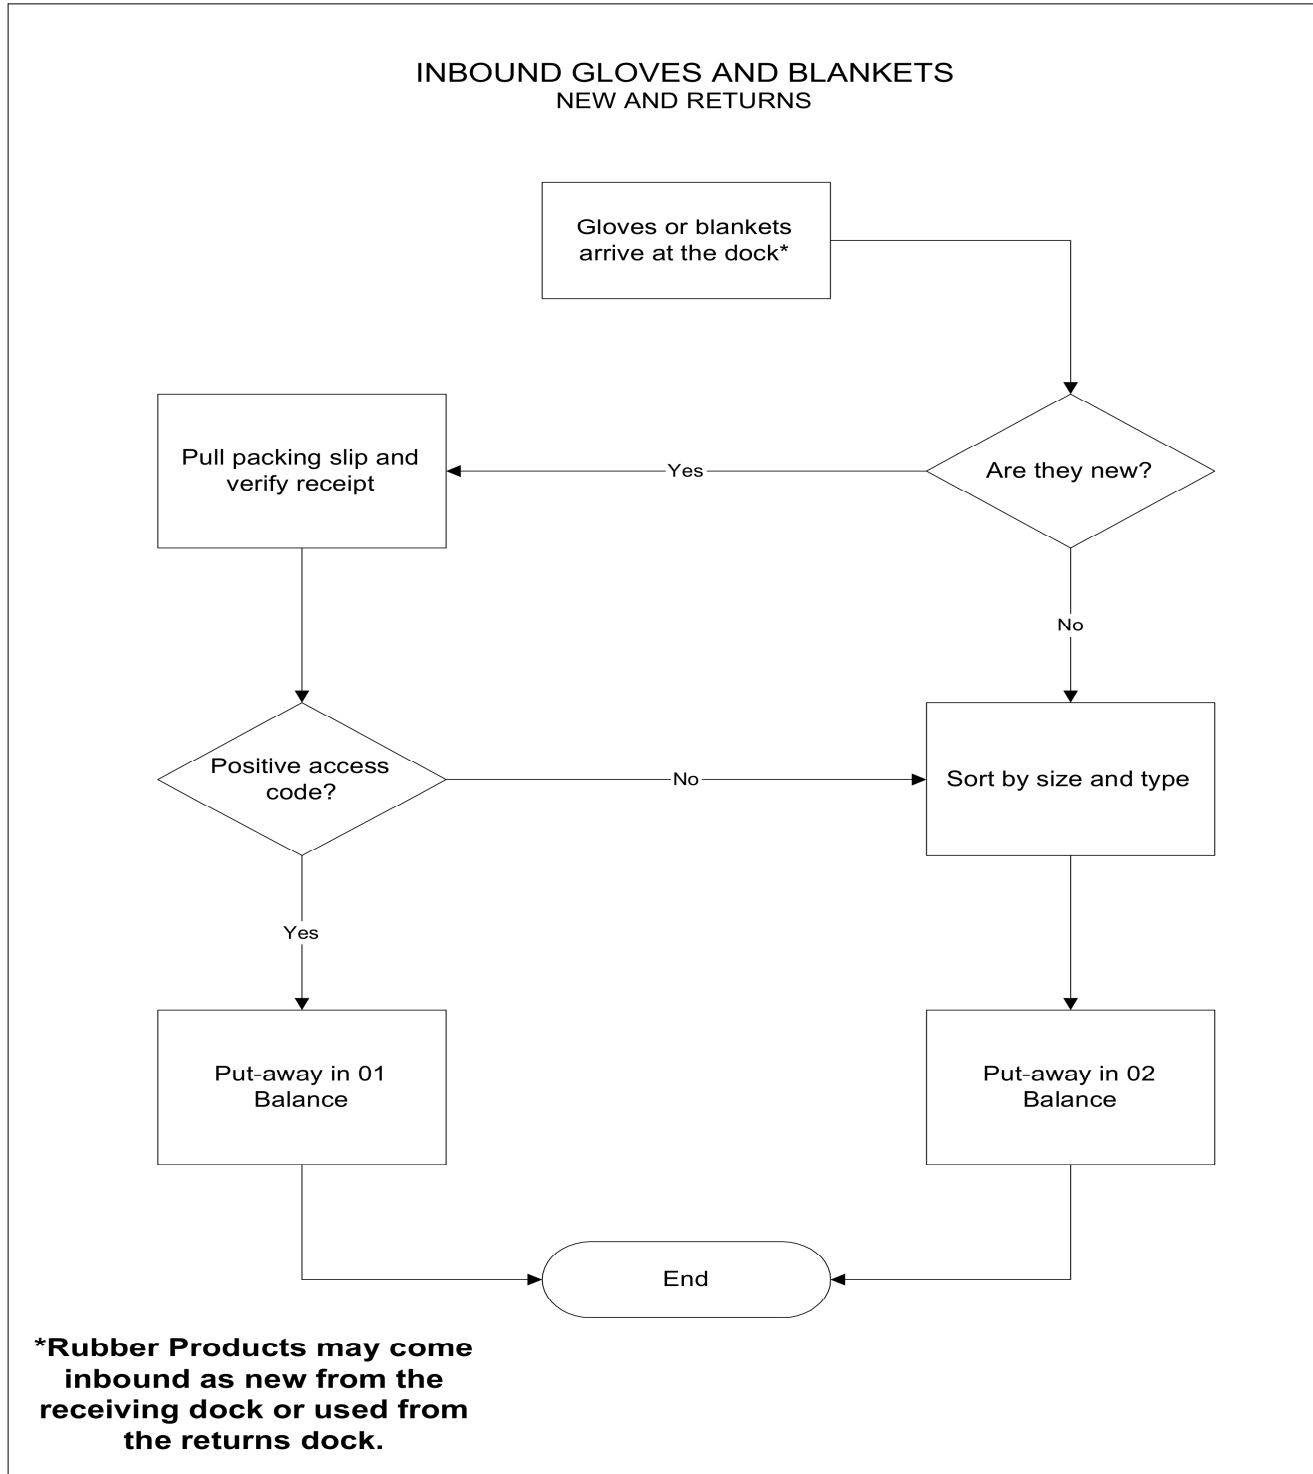 INBOUND GLOVES AND BLANKETS
NEW AND RETURNS
Gloves or blankets
arrive at the dock*
Pull packing slip and
verify receipt
Yes
Are they new?
No
Positive access
code?
No
Sort by size and type
Yes
Put-away in 01
Balance
Put-away in 02
Balance
End
*Rubber Products may come
inbound as new from the
receiving dock or used from
the returns dock.